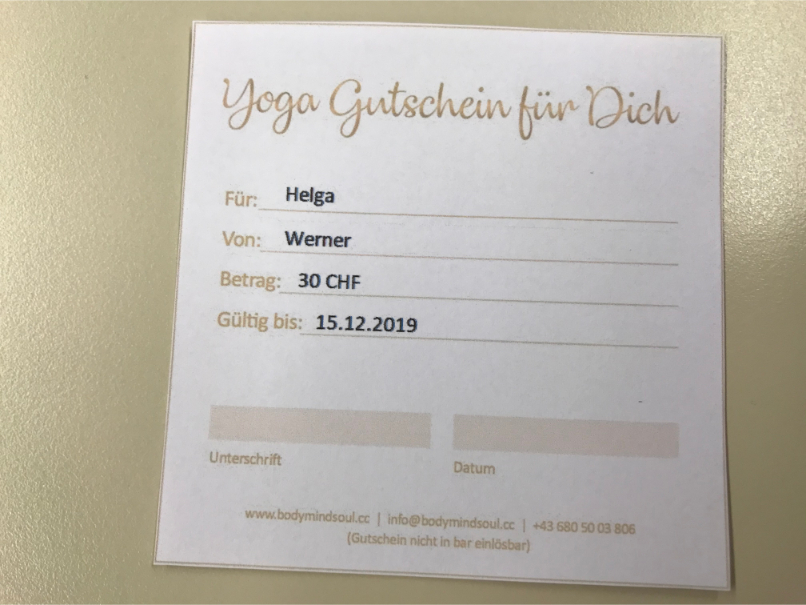 Yoga Gutschein für Dich
Für: Helga
Von: Werner
Betrag: 30 CHF
Gültig bis: 15.12.2019
Unterschrift
Datum
www.bodymindsoul.cc | info@bodymindsoul.cc | +43 680 50 03 806
(Gutschein nicht in bar einlösbar)